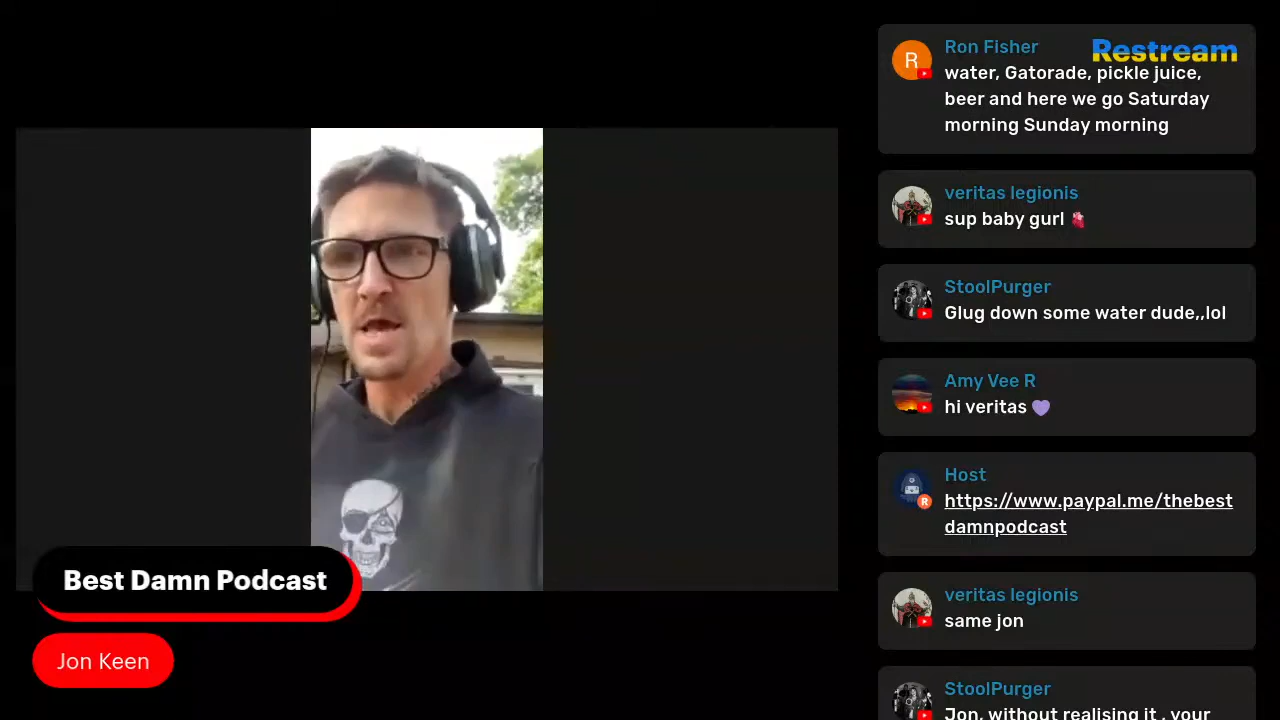 Restream
Ron Fisher
water, Gatorade, pickle juice,
beer and here we go Saturday
morning Sunday morning
veritas legionis
sup baby gurl
StoolPurger
Glug down some water dude,,lol
Amy Vee R
hi veritas
Host
https://www.paypal.me/thebest
damnpodcast
veritas legionis
same jon
StoolPurger
Jon, without realising it , your
Best Damn Podcast
Jon Keen
R
R